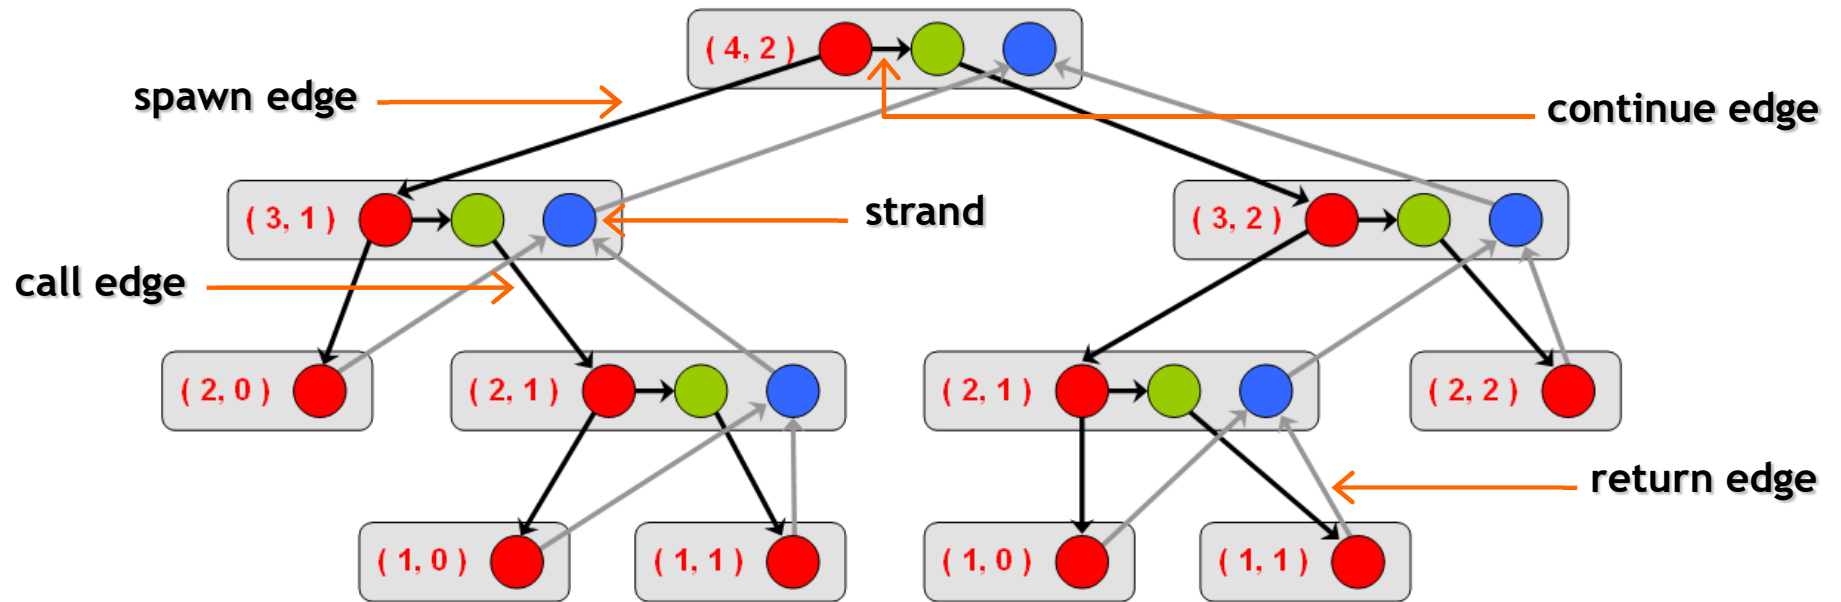 ( 4, 2 )
spawn edge
continue edge
( 3, 1 )
strand
( 3, 2 )
call edge
( 2, 0 )
( 2, 1 )
( 2, 1 )
( 2, 2 )
return edge
( 1, 0 )
( 1, 1 )
( 1, 0 )
( 1, 1 )